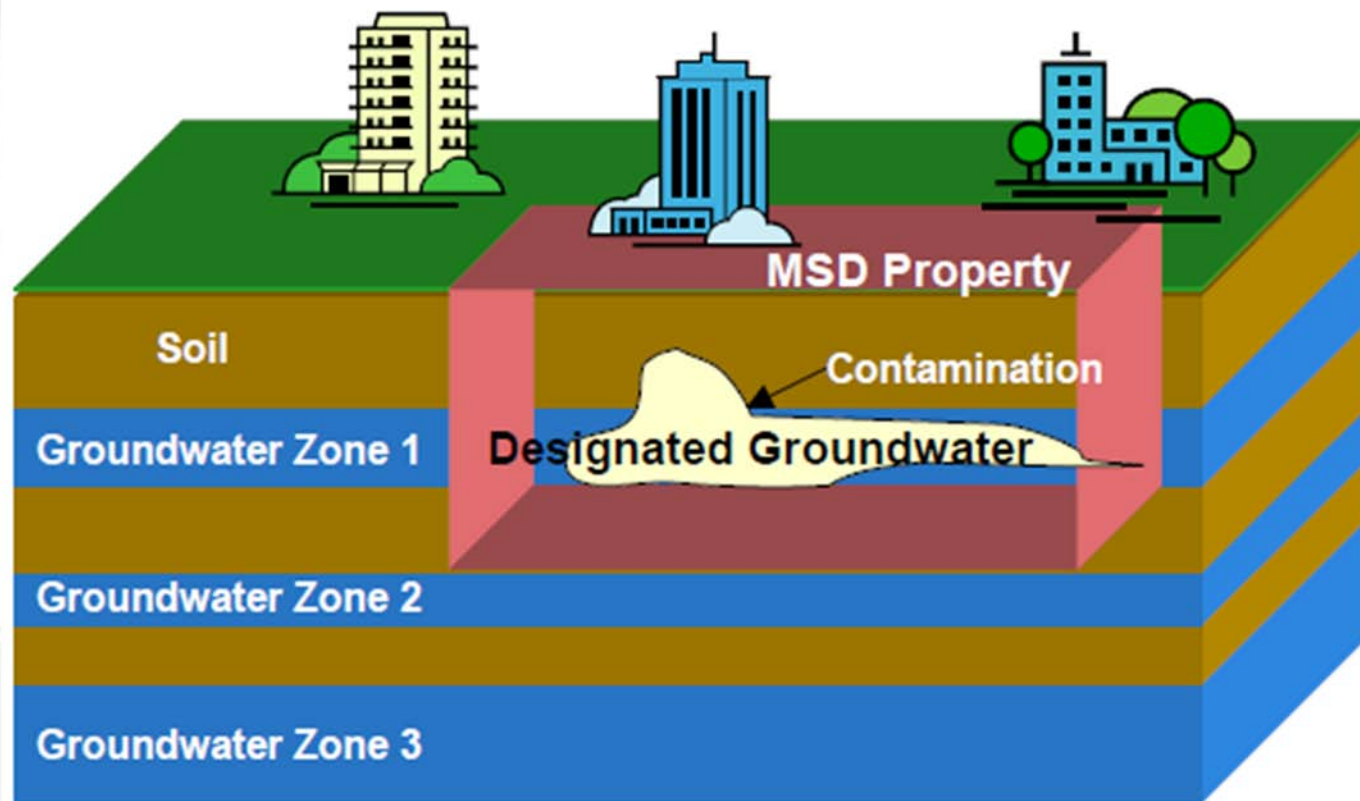 MSD Property
Soil
Contamination
Groundwater Zone 1
Designated Groundwater
Groundwater Zone 2
Groundwater Zone 3